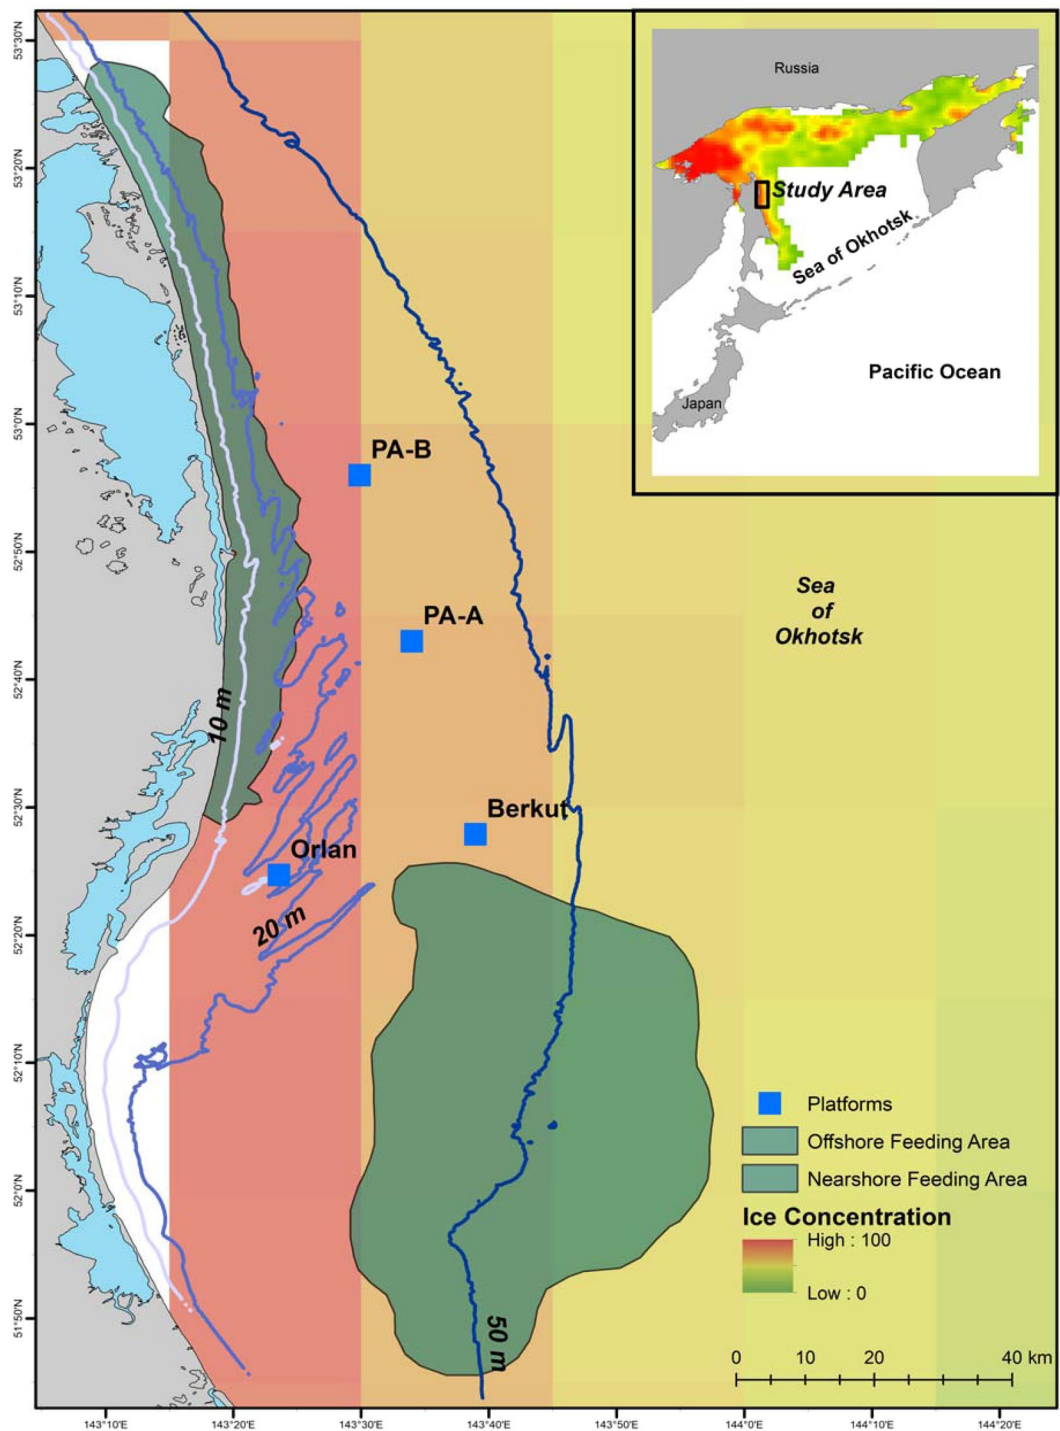 53°30'N
53°20'N
53°10'N
53°0'N
52°50'N
52°40'N
52°30'N
52°20'N
52°10'N
52°0'N
51°50'N
Russia
Study Area
Sea of Okhotsk
Pacific Ocean
Japan
PA-B
PA-A
Sea
of
Okhotsk
10 m
Berkut
Orlan
20 m
50 m
Platforms
Offshore Feeding Area
Nearshore Feeding Area
Ice Concentration
High : 100
Low : 0
0 10 20 40 km
143°10'E 143°20'E 143°30'E 143°40'E 143°50'E 144°0'E 144°10'E 144°20'E